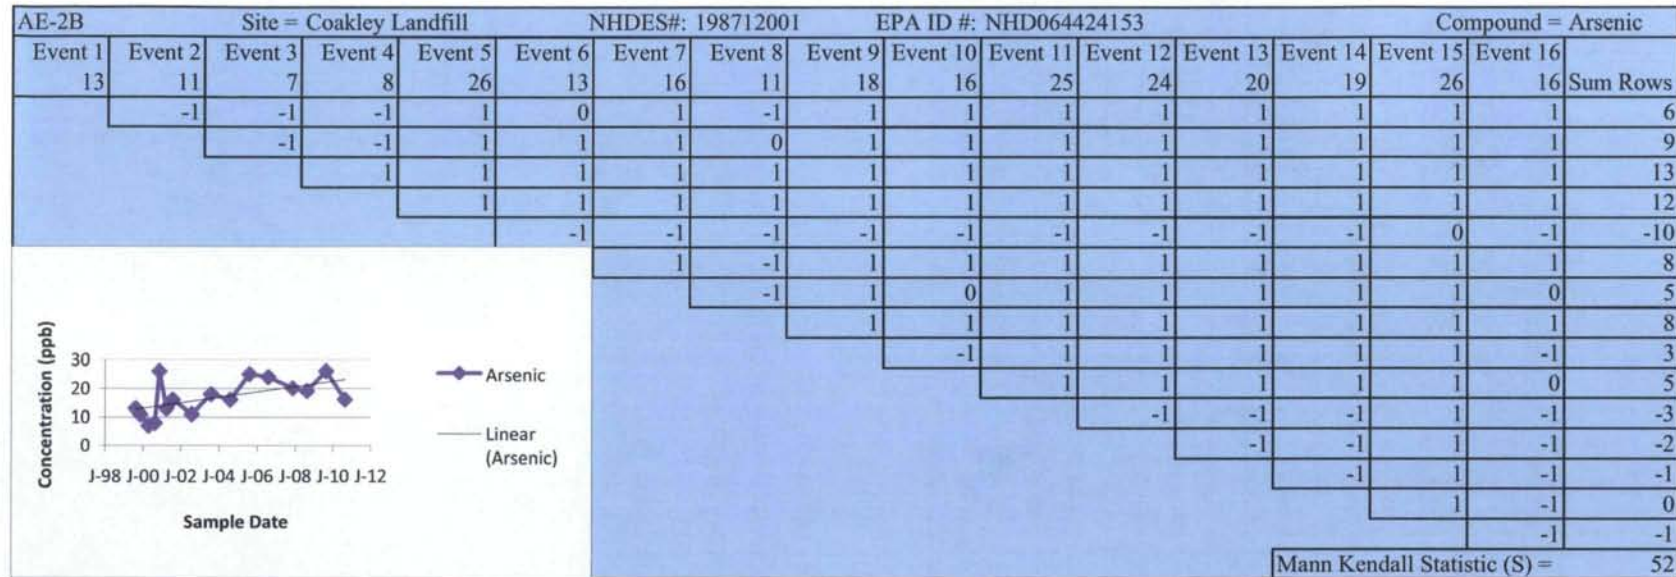 AE-2B Site = Coakley Landfill NHDES#: 198712001 EPA ID #: NHD064424153 Compound = Arsenic
Event 1 Event 2 Event 3 Event 4 Event 5 Event 6 Event 7 Event 8 Event 9 Event 10 Event 11 Event 12 Event 13 Event 14 Event 15 Event 16
13 11 7 8 26 13 16 11 18 16 25 24 20 19 26 16 Sum Rows
-1 -1 -1 1 0 1 -1 1 1 1 1 1 1 1 1 6
-1 -1 1 1 1 0 1 1 1 1 1 1 1 1 9
1 1 1 1 1 1 1 1 1 1 1 1 1 13
1 1 1 1 1 1 1 1 1 1 1 1 12
-1 -1 -1 -1 -1 -1 -1 -1 -1 0 -1 -10
1 -1 1 1 1 1 1 1 1 1 8
-1 1 0 1 1 1 1 1 0 5
1 1 1 1 1 1 1 1 8
-1 1 1 1 1 1 -1 3
1 1 1 1 1 0 5
-1 -1 -1 1 -1 -3
-1 -1 1 -1 -2
-1 1 -1 -1
1 -1 0
-1 -1
Mann Kendall Statistic (S) = 52
Concentration (ppb)
30
20
10
0
J-98 J-00 J-02 J-04 J-06 J-08 J-10 J-12
Sample Date
Arsenic
Linear
(Arsenic)